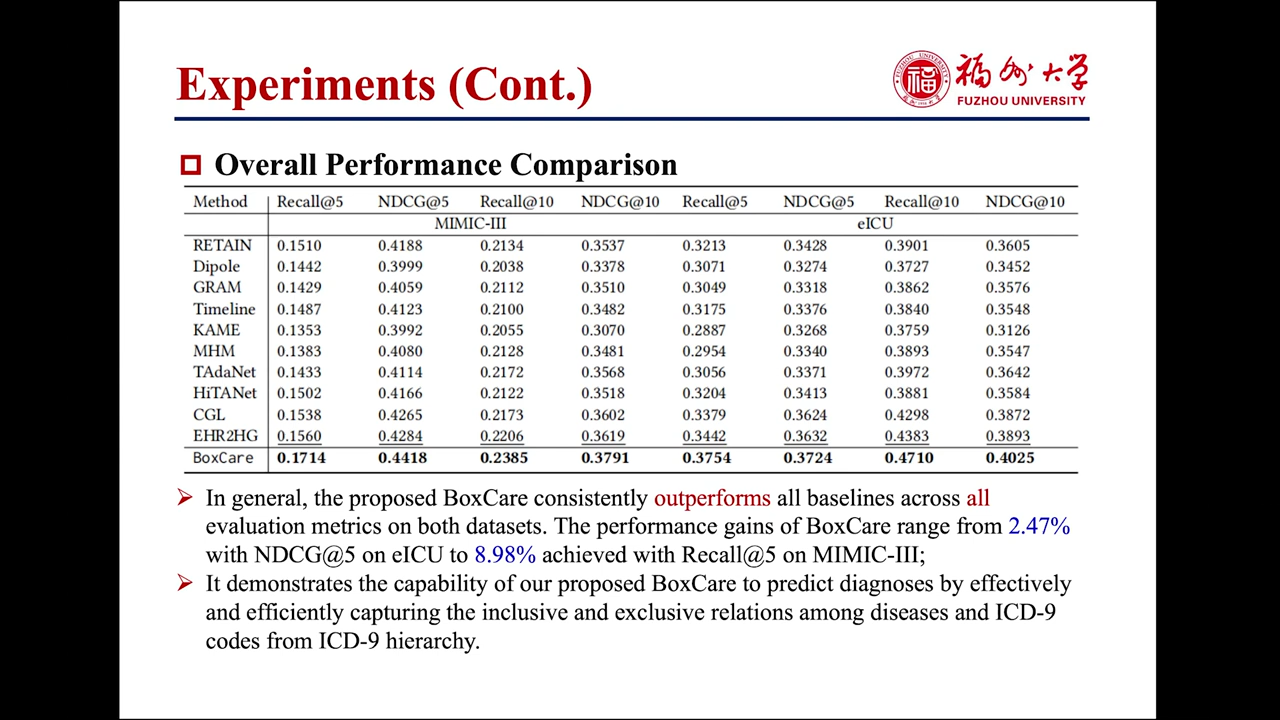 Experiments (Cont.)
福州大学
FUZHOU UNIVERSITY
Overall Performance Comparison
Method Recall@5 NDCG@5 Recall@10 NDCG@10 Recall@5 NDCG@5 Recall@10 NDCG@10
MIMIC-III eICU
RETAIN 0.1510 0.4188 0.2134 0.3537 0.3213 0.3428 0.3901 0.3605
Dipole 0.1442 0.3999 0.2038 0.3378 0.3071 0.3274 0.3727 0.3452
GRAM 0.1429 0.4059 0.2112 0.3510 0.3049 0.3318 0.3862 0.3576
Timeline 0.1487 0.4123 0.2100 0.3482 0.3175 0.3376 0.3840 0.3548
KAME 0.1353 0.3992 0.2055 0.3070 0.2887 0.3268 0.3759 0.3126
MHM 0.1383 0.4080 0.2128 0.3481 0.2954 0.3340 0.3893 0.3547
TAdaNet 0.1433 0.4114 0.2172 0.3568 0.3056 0.3371 0.3972 0.3642
HiTANet 0.1502 0.4166 0.2122 0.3518 0.3204 0.3413 0.3881 0.3584
CGL 0.1538 0.4265 0.2173 0.3602 0.3379 0.3624 0.4298 0.3872
EHR2HG 0.1560 0.4284 0.2206 0.3619 0.3442 0.3632 0.4383 0.3893
BoxCare 0.1714 0.4418 0.2385 0.3791 0.3754 0.3724 0.4710 0.4025
➢ In general, the proposed BoxCare consistently outperforms all baselines across all
evaluation metrics on both datasets. The performance gains of BoxCare range from 2.47%
with NDCG@5 on eICU to 8.98% achieved with Recall@5 on MIMIC-III;
➢ It demonstrates the capability of our proposed BoxCare to predict diagnoses by effectively
and efficiently capturing the inclusive and exclusive relations among diseases and ICD-9
codes from ICD-9 hierarchy.